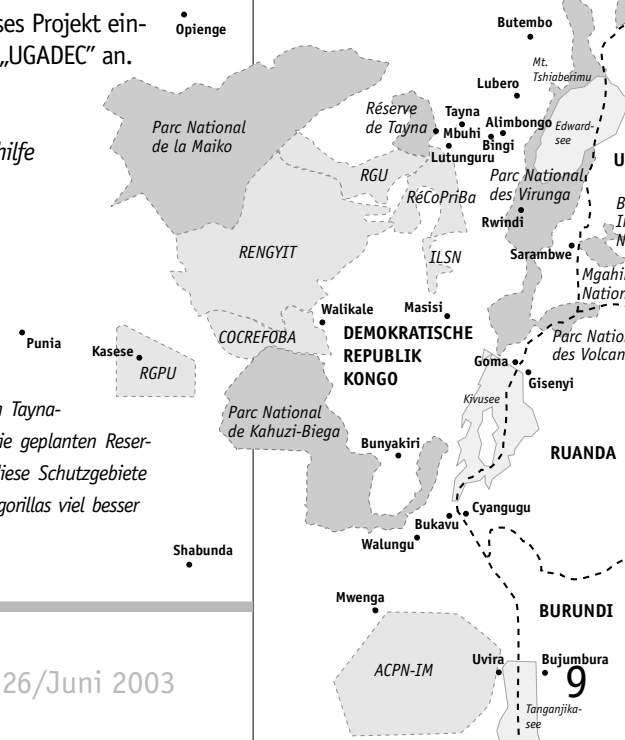 ses Projekt ein-
„UGADEC” an.
hilfe
n Tayna-
ie geplanten Reser-
diese Schutzgebiete
gorillas viel besser
26/Juni 2003
Opienge
Butembo
Mt.
Tshiaberimu
Lubero
Parc National
de la Maiko
Réserve
de Tayna
Tayna
Mbuhi
Alimbongo
Bingi
Lutunguru
Edward-
see
U
RGU
RéCoPriBa
Parc National
des Virunga
Rwindi
RENGYIT
ILSN
Sarambwe
Mgahi
Nation
Walikale
Masisi
Punia
Kasese
RGPU
COCREFOBA
DEMOKRATISCHE
REPUBLIK
KONGO
Parc Natio
des Volcan
Goma
Gisenyi
Kivusee
Parc National
de Kahuzi-Biega
Bunyakiri
RUANDA
Cyangugu
Bukavu
Walungu
Shabunda
Mwenga
BURUNDI
ACPN-IM
Uvira
Bujumbura
Tanganjika-
see
9